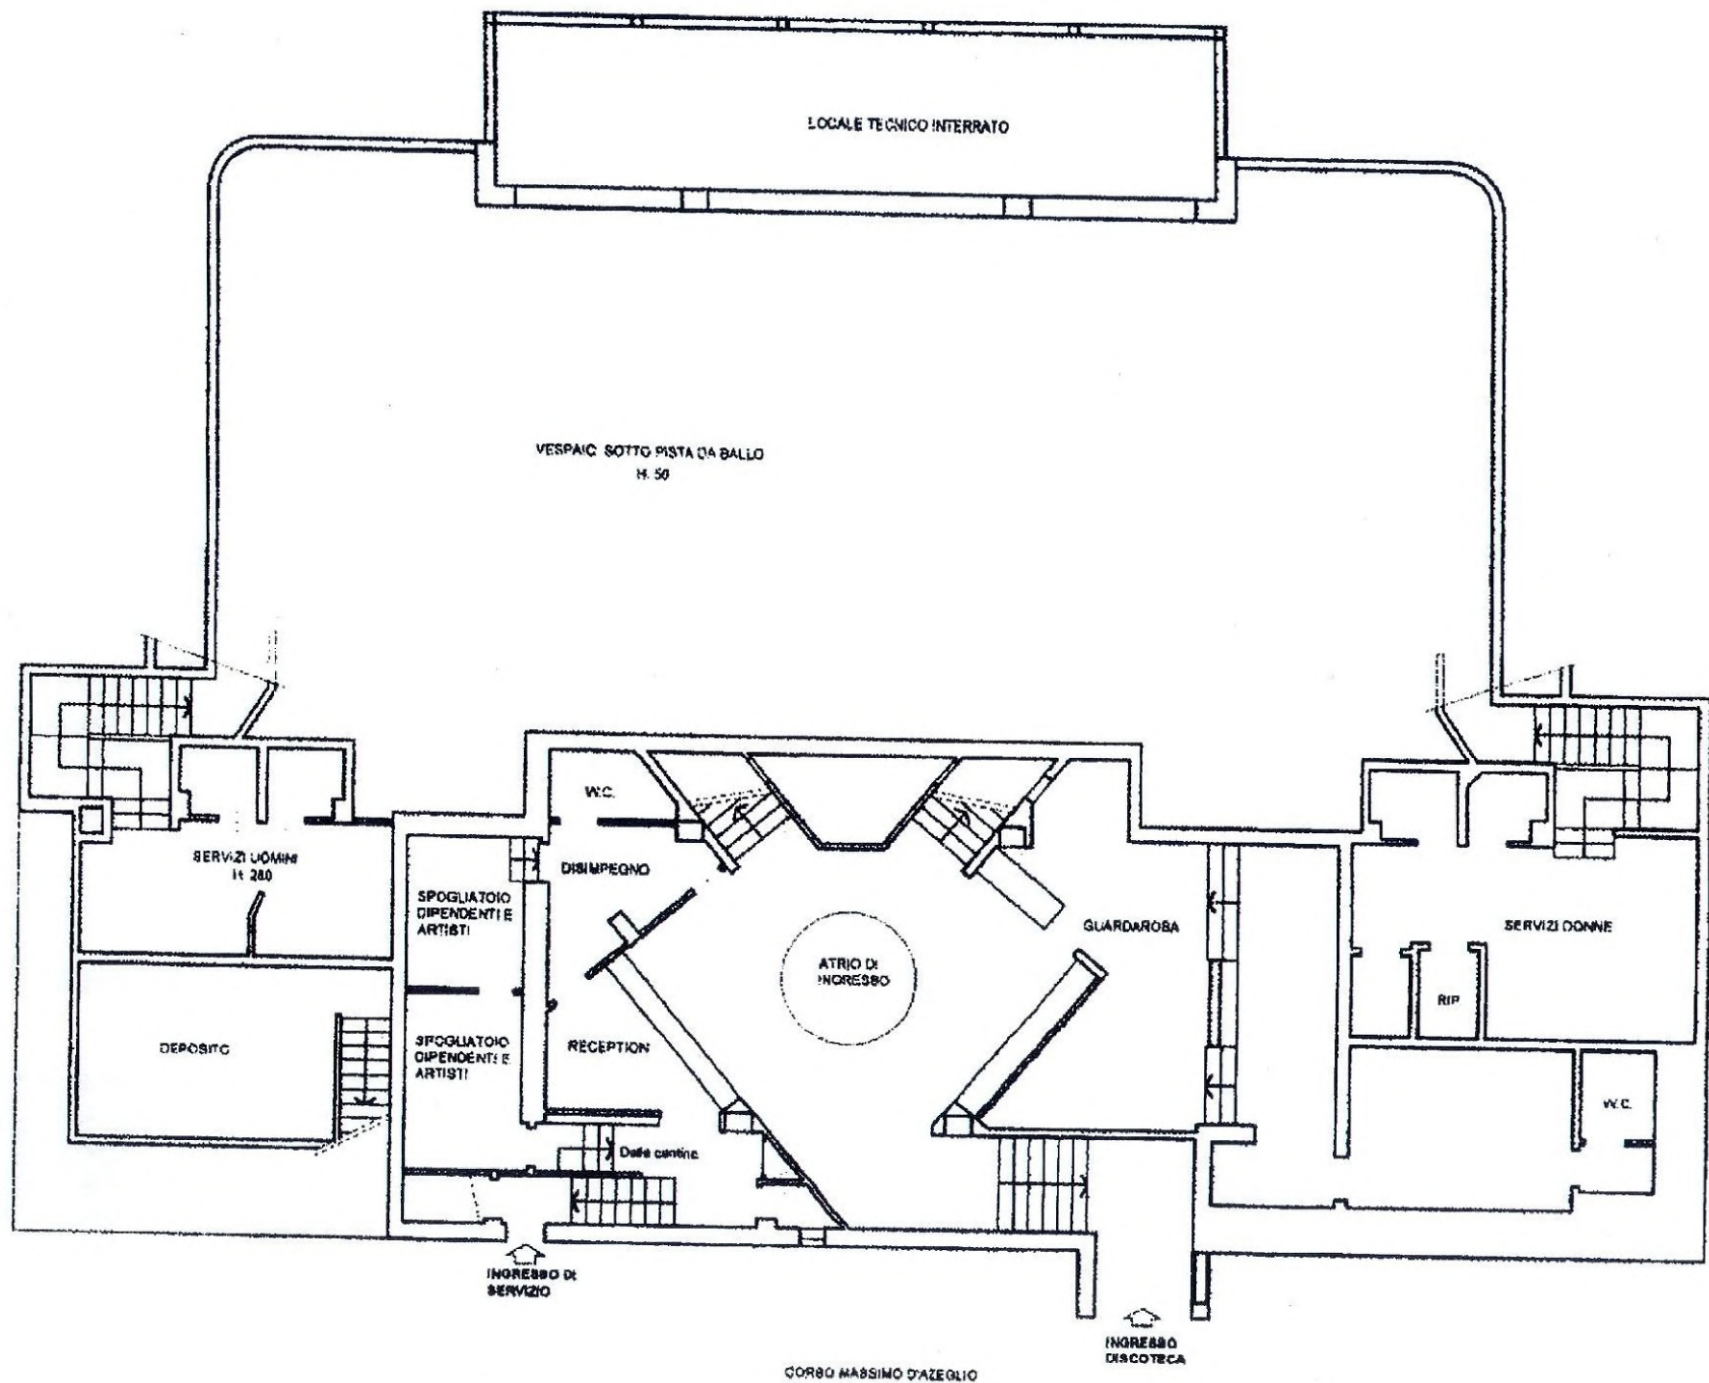 LOCALE TECNICO INTERRATO
VESPAIO SOTTO PISTA DA BALLO
H. 50
W.C.
SERVIZI UOMINI
H. 280
DISIMPEGNO
SPOGLIATOIO
DIPENDENTI E
ARTISTI
GUARDAROBA
SERVIZI DONNE
ATRIO DI
INGRESSO
RIP
DEPOSITO
SPOGLIATOIO
DIPENDENTI E
ARTISTI
RECEPTION
W.C.
Dalle cantine
INGRESSO DI
SERVIZIO
INGRESSO
DISCOTECA
CORSO MASSIMO D'AZEGLIO